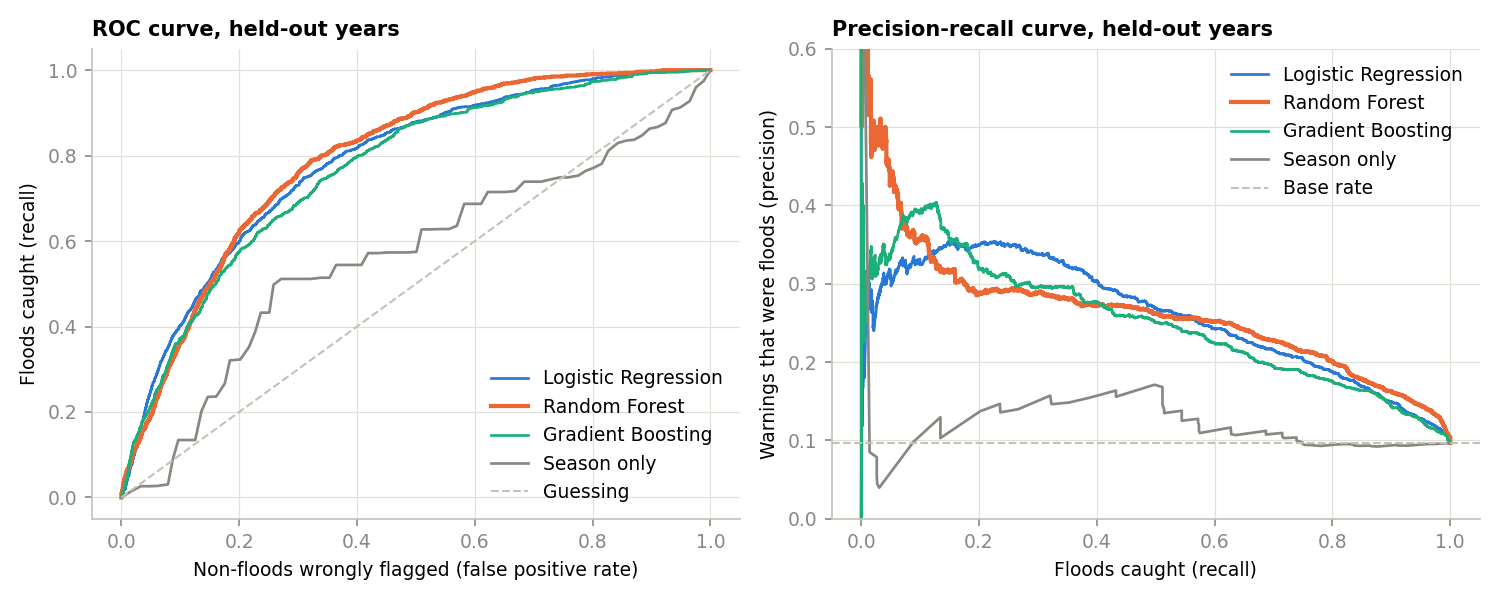 ROC curve, held-out years
Floods caught (recall)
1.0
0.8
0.6
0.4
0.2
0.0
Logistic Regression
Random Forest
Gradient Boosting
Season only
Guessing
0.0 0.2 0.4 0.6 0.8 1.0
Non-floods wrongly flagged (false positive rate)
Precision-recall curve, held-out years
Warnings that were floods (precision)
0.6
0.5
0.4
0.3
0.2
0.1
0.0
Logistic Regression
Random Forest
Gradient Boosting
Season only
Base rate
0.0 0.2 0.4 0.6 0.8 1.0
Floods caught (recall)